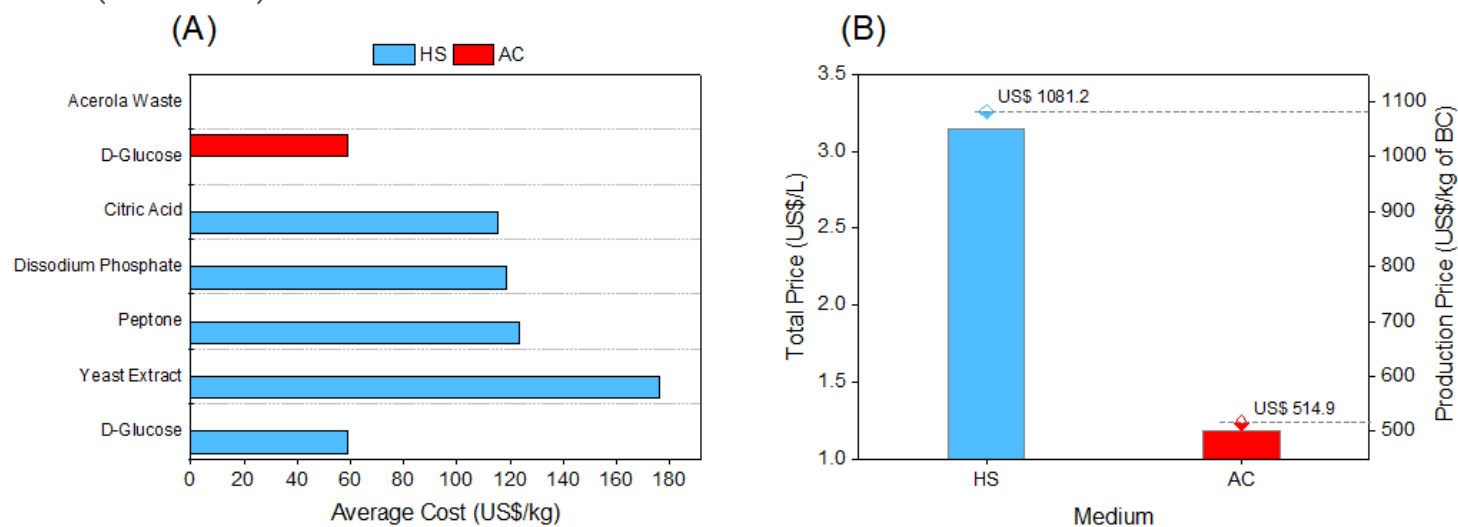 (A)
HS AC
Acerola Waste
D-Glucose
Citric Acid
Dissodium Phosphate
Peptone
Yeast Extract
D-Glucose
0 20 40 60 80 100 120 140 160 180
Average Cost (US$/kg)
(B)
3.5
3.0
2.5
2.0
1.5
1.0
Total Price (US$/L)
US$ 1081.2
US$ 514.9
1100
1000
900
800
700
600
500
Production Price (US$/kg of BC)
HS AC
Medium